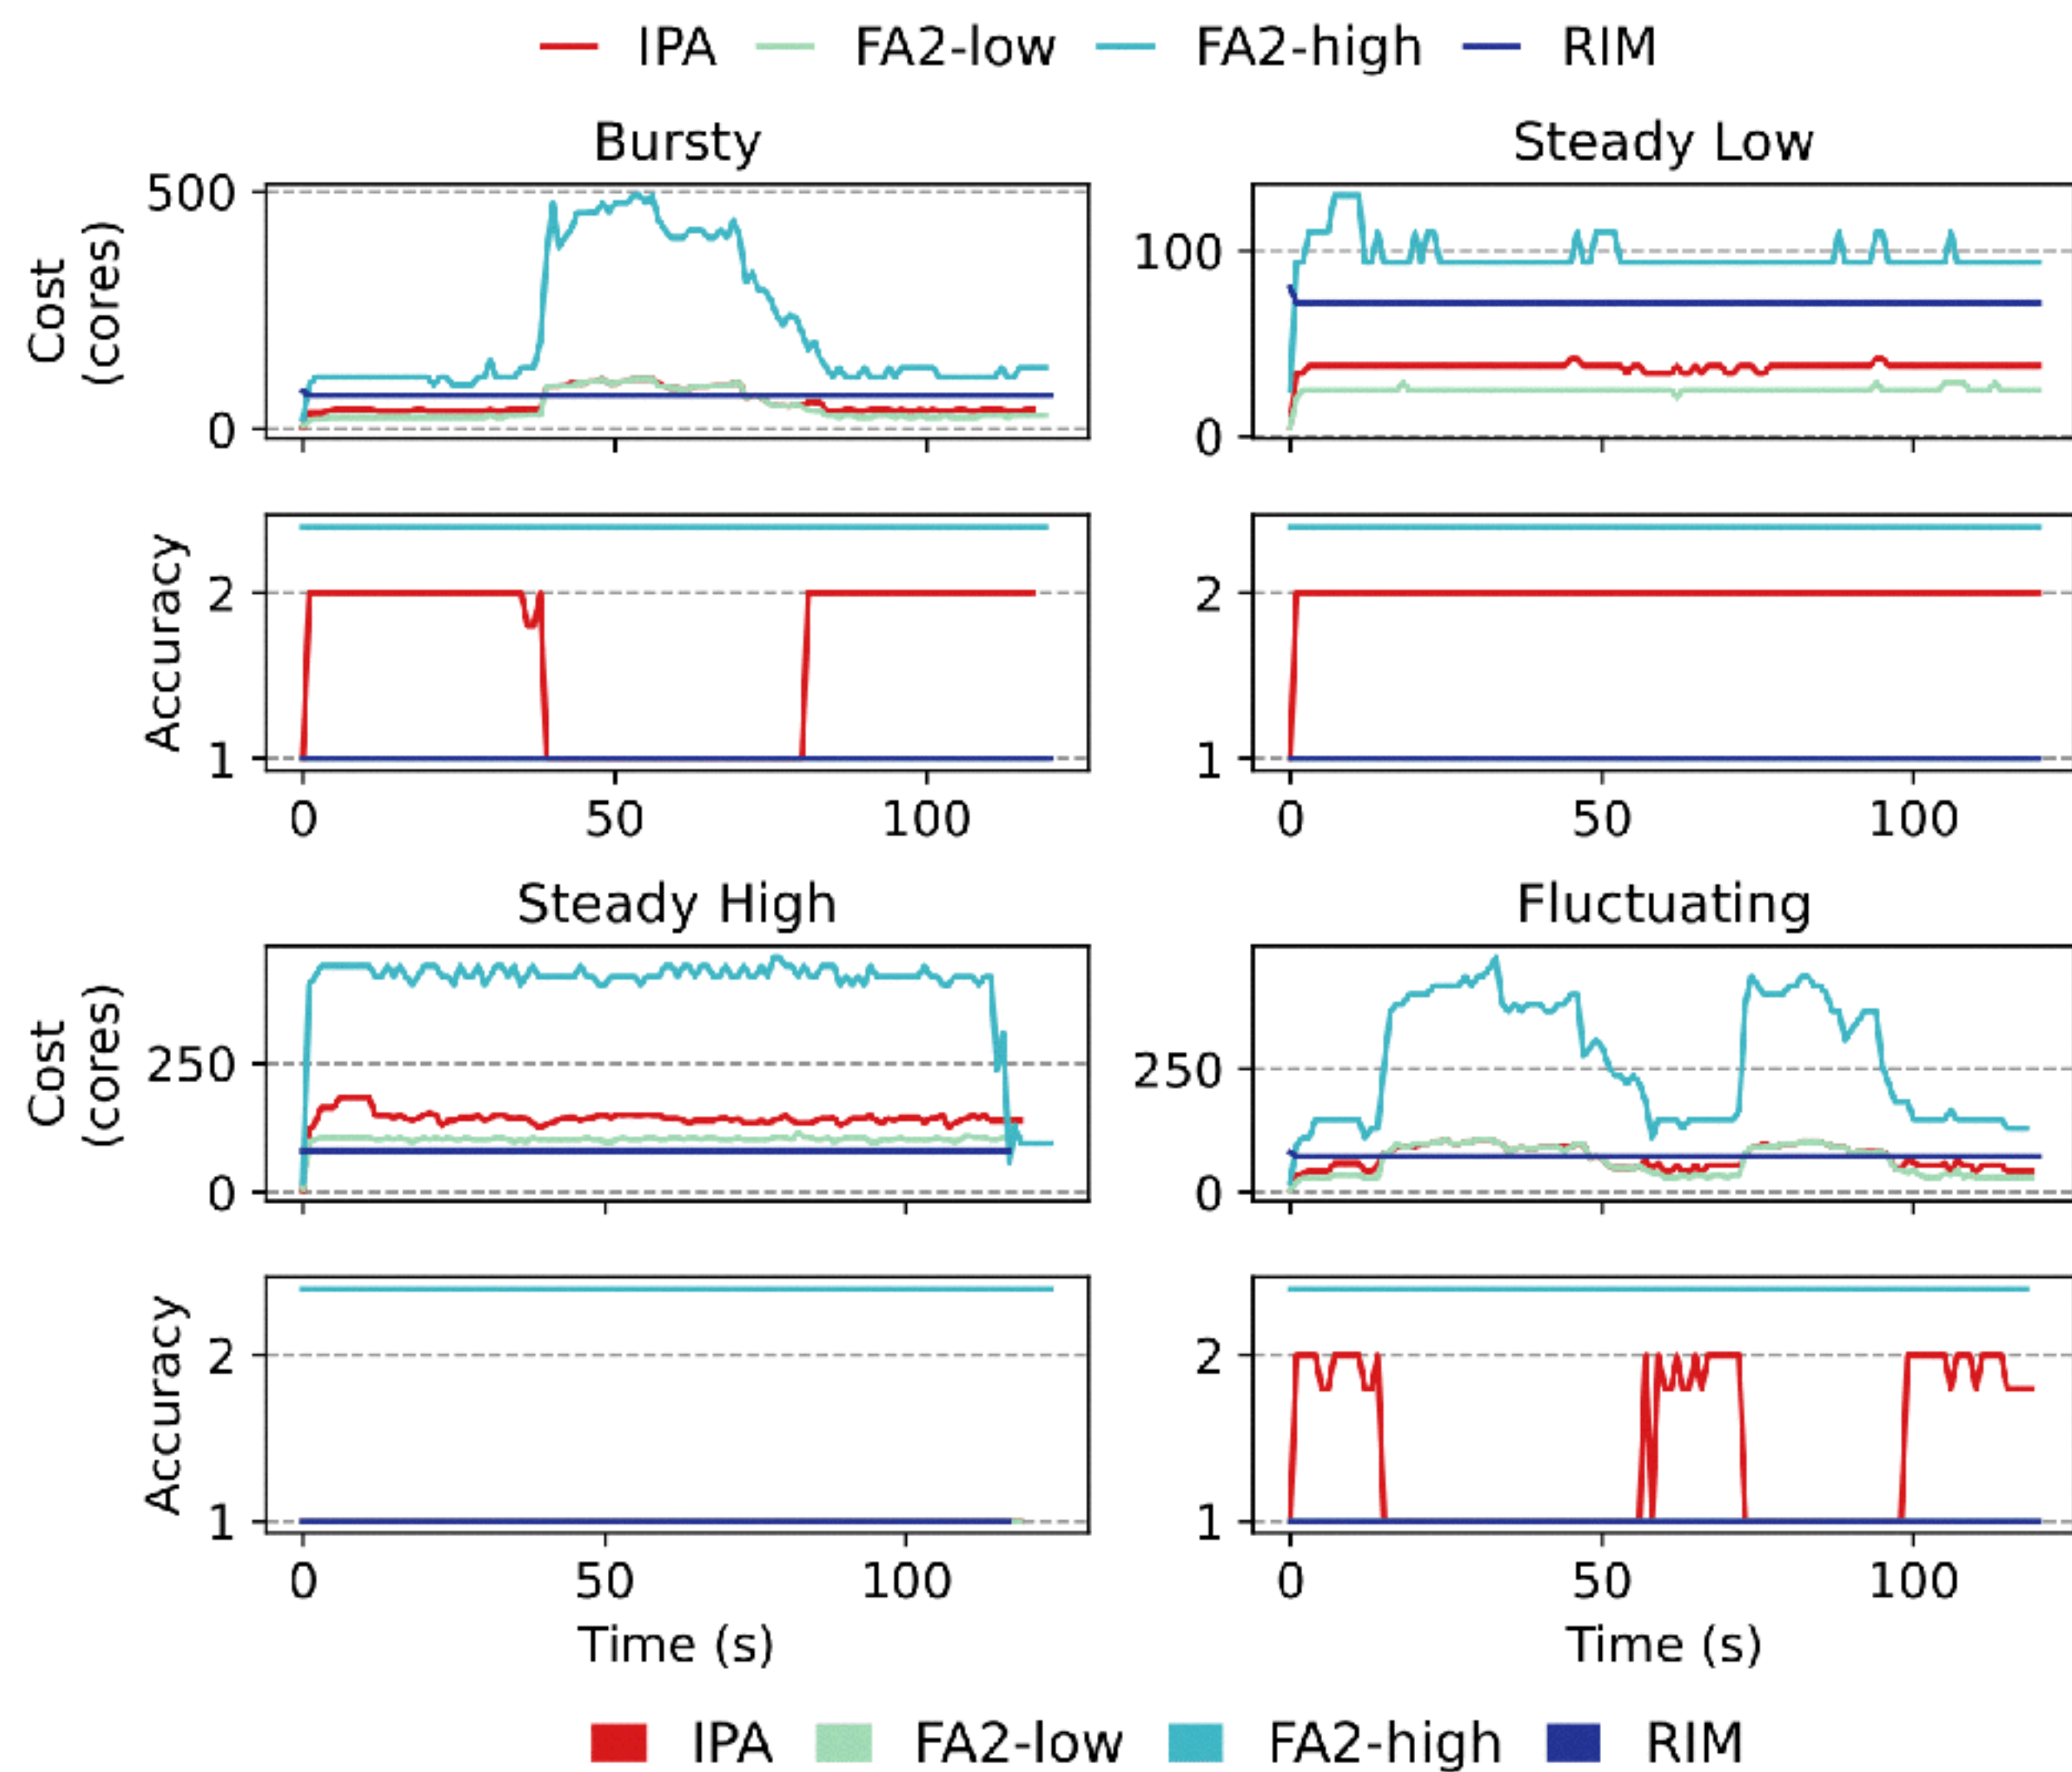 IPA FA2-low FA2-high RIM
Bursty
Steady Low
Cost
(cores)
500
0
100
0
Accuracy
2
1
2
1
0 50 100
0 50 100
Steady High
Fluctuating
Cost
(cores)
250
0
250
0
Accuracy
2
1
2
1
0 50 100
0 50 100
Time (s)
Time (s)
IPA FA2-low FA2-high RIM